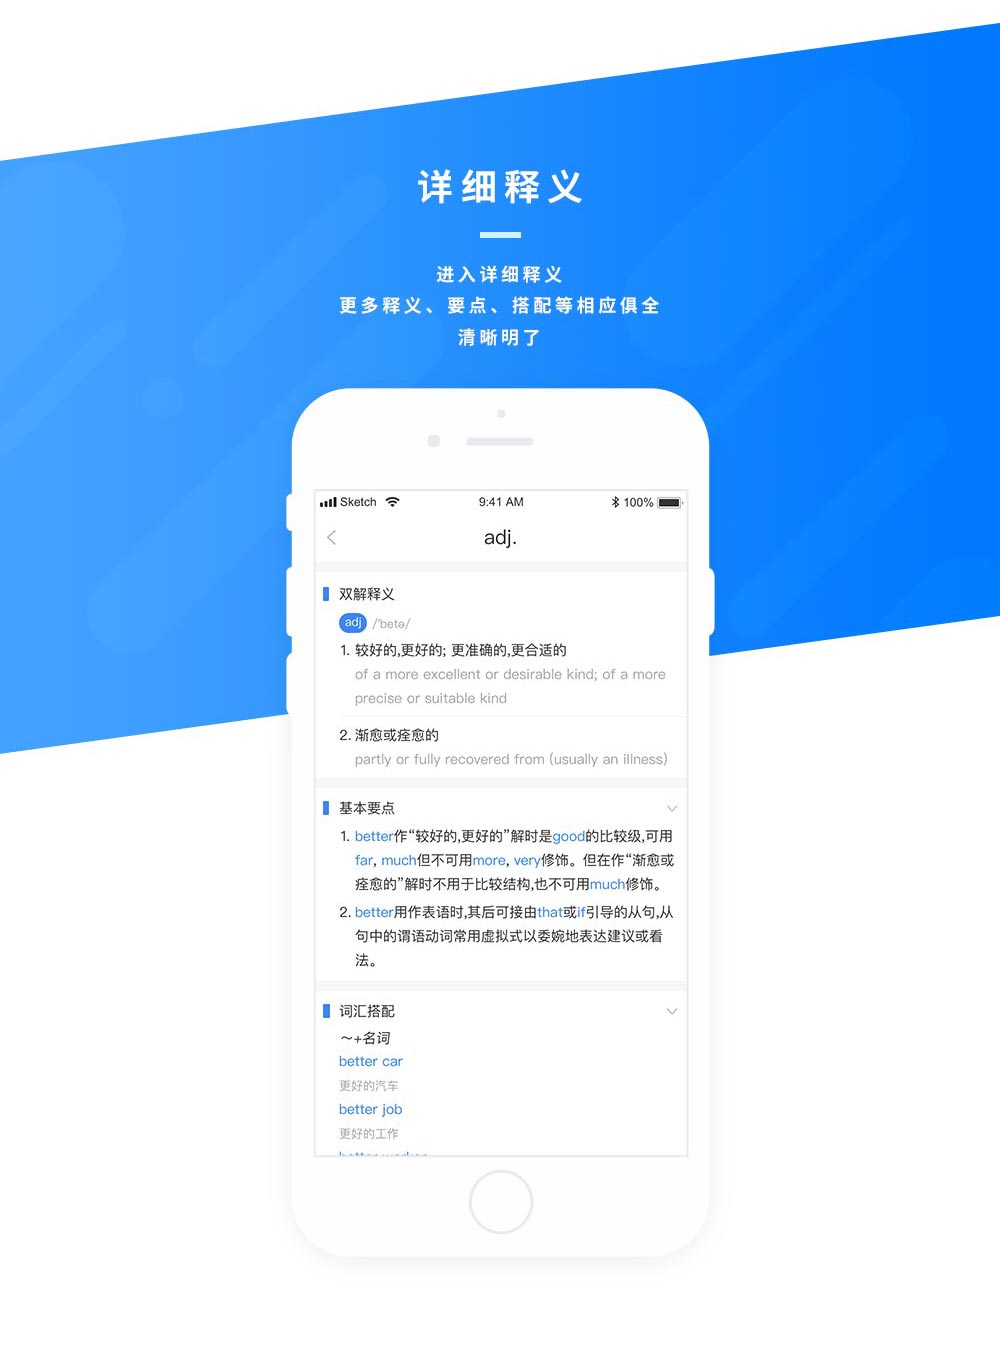 详细释义
进入详细释义
更多释义、要点、搭配等相应俱全
清晰明了
Sketch 9:41 AM 100%
adj.
双解释义
adj /'betə/
1. 较好的,更好的; 更准确的,更合适的
of a more excellent or desirable kind; of a more
precise or suitable kind
2. 渐愈或痊愈的
partly or fully recovered from (usually an illness)
基本要点
1. better作“较好的,更好的”解时是good的比较级,可用
far, much但不可用more, very修饰。但在作“渐愈或
痊愈的”解时不用于比较结构,也不可用much修饰。
2. better用作表语时,其后可接由that或if引导的从句,从
句中的谓语动词常用虚拟式以委婉地表达建议或看
法。
词汇搭配
～+名词
better car
更好的汽车
better job
更好的工作